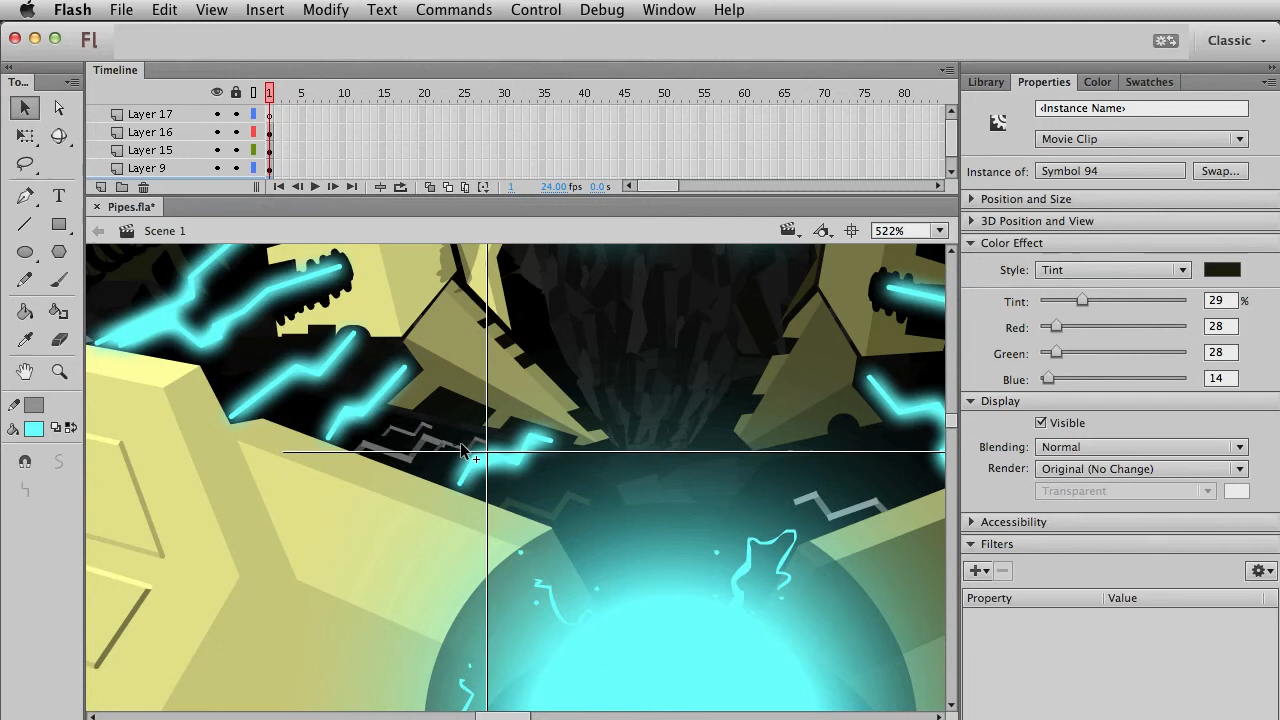 Flash File Edit View Insert Modify Text Commands Control Debug Window Help
Fl Classic
To... Timeline Library Properties Color Swatches
1 5 10 15 20 25 30 35 40 45 50 55 60 65 70 75 80
Layer 17
Layer 16
Layer 15
Layer 9
1 24.00 fps 0.0 s
Pipes.fla*
Scene 1 522%
<Instance Name>
Movie Clip
Instance of: Symbol 94 Swap...
Position and Size
3D Position and View
Color Effect
Style: Tint
Tint: 29 %
Red: 28
Green: 28
Blue: 14
Display
Visible
Blending: Normal
Render: Original (No Change)
Transparent
Accessibility
Filters
Property Value